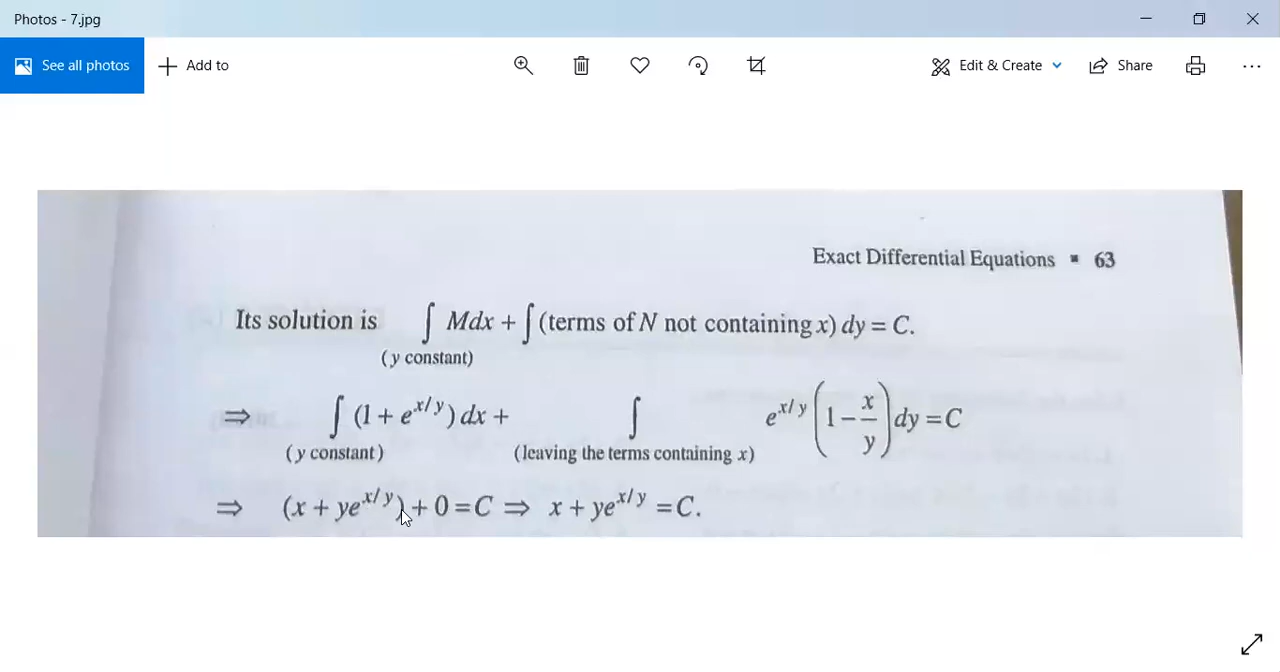 Photos - 7.jpg
See all photos
Add to
Edit & Create
Share
Exact Differential Equations ▪ 63
Its solution is ∫ Mdx + ∫ (terms of N not containing x) dy = C.
(y constant)
⇒ ∫ (1 + e^{x/y}) dx + ∫ e^{x/y} (1 − x/y) dy = C
(y constant) (leaving the terms containing x)
⇒ (x + ye^{x/y}) + 0 = C ⇒ x + ye^{x/y} = C.